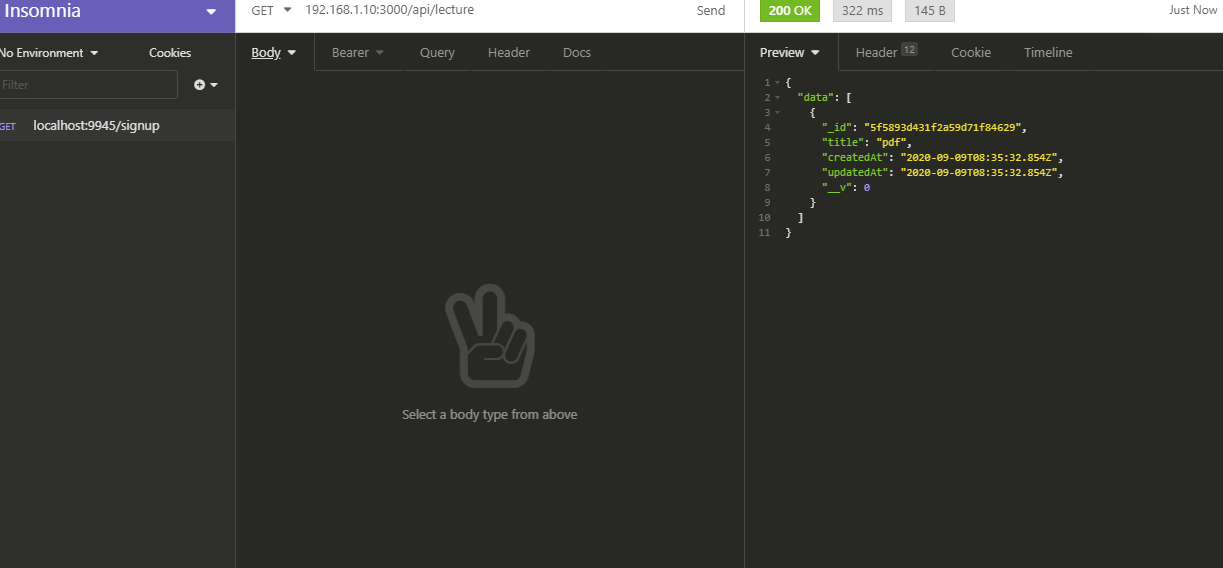 Insomnia
GET 192.168.1.10:3000/api/lecture Send
200 OK 322 ms 145 B Just Now
No Environment Cookies
Body Bearer Query Header Docs
Preview Header 12 Cookie Timeline
Filter
GET localhost:9945/signup
1 {
2 "data": [
3 {
4 "_id": "5f5893d431f2a59d71f84629",
5 "title": "pdf",
6 "createdAt": "2020-09-09T08:35:32.854Z",
7 "updatedAt": "2020-09-09T08:35:32.854Z",
8 "__v": 0
9 }
10 ]
11 }
Select a body type from above